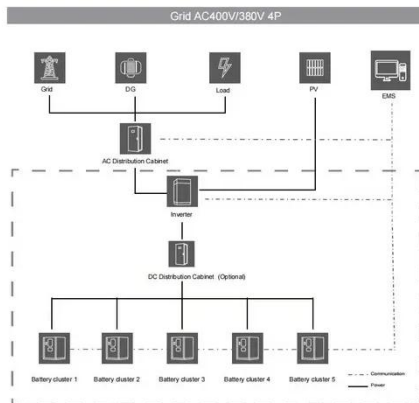 Grid AC400V/380V 4P
Grid
DG
Load
PV
EMS
AC Distribution Cabinet
Inverter
DC Distribution Cabinet (Optional)
Battery cluster 1
Battery cluster 2
Battery cluster 3
Battery cluster 4
Battery cluster 5
Communication
Power